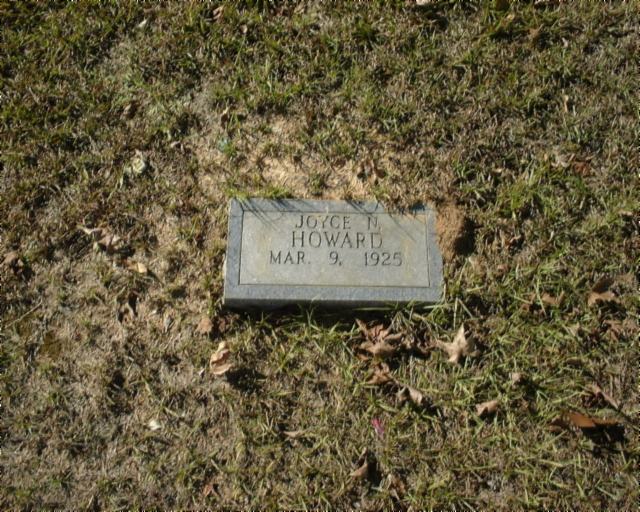 JOYCE N.
HOWARD
MAR. 9, 1925